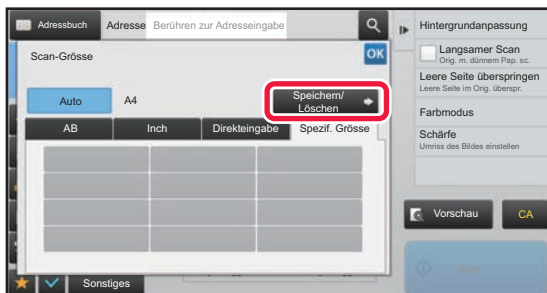 Adressbuch Adresse Berühren zur Adresseingabe
Scan-Grösse OK
Auto A4 Speichern/
Löschen
AB Inch Direkteingabe Spezif. Grösse
Sonstiges
Hintergrundanpassung
Langsamer Scan
Orig. m. dünnem Pap. sc.
Leere Seite überspringen
Leere Seite im Orig. überspr.
Farbmodus
Schärfe
Umriss des Bildes einstellen
Vorschau CA
Start